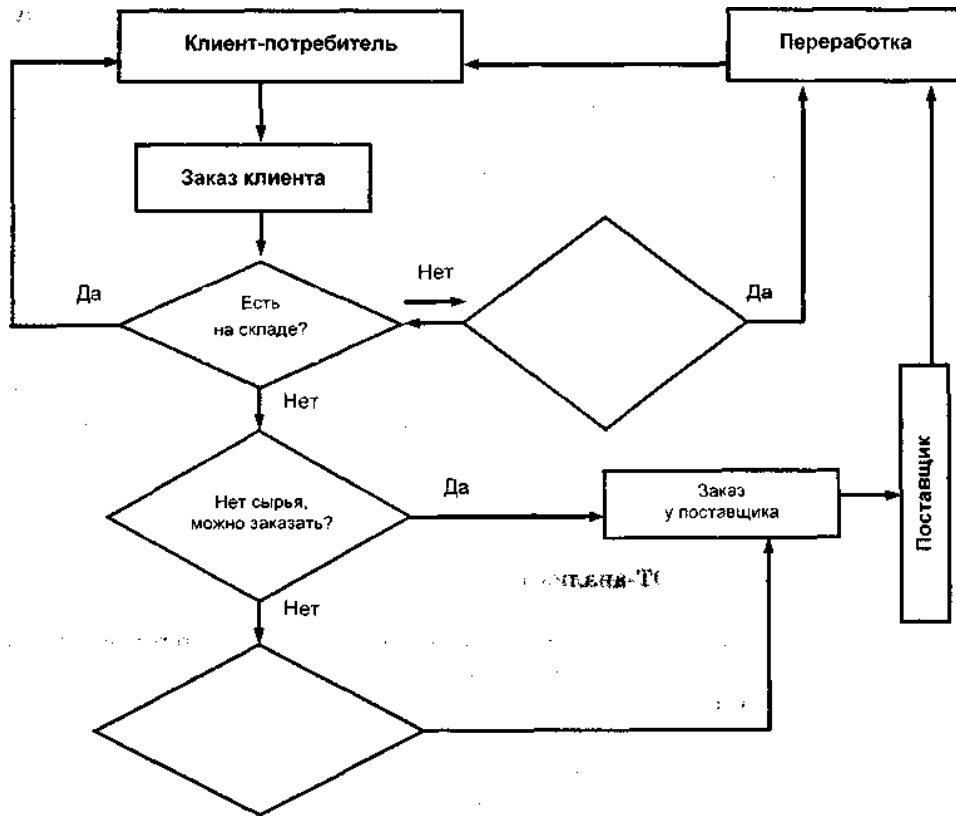 Клиент-потребитель
Переработка
Заказ клиента
Да
Есть
на складе?
Нет
Да
Нет
Нет сырья,
можно заказать?
Да
Заказ
у поставщика
Поставщик
Нет